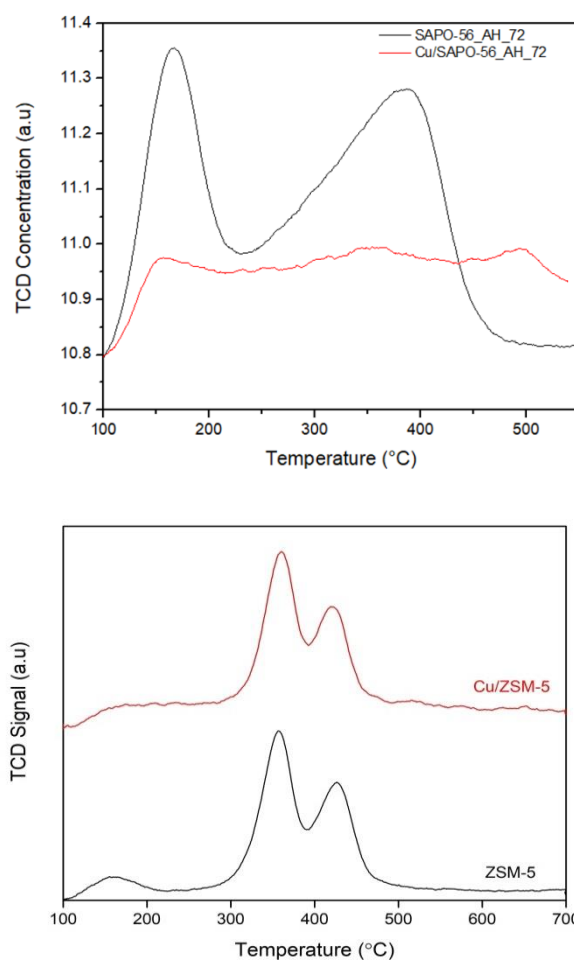 11.4
11.3
11.2
11.1
11.0
10.9
10.8
10.7
TCD Concentration (a.u)
SAPO-56_AH_72
Cu/SAPO-56_AH_72
100 200 300 400 500
Temperature (°C)
TCD Signal (a.u)
Cu/ZSM-5
ZSM-5
100 200 300 400 500 600 700
Temperature (°C)